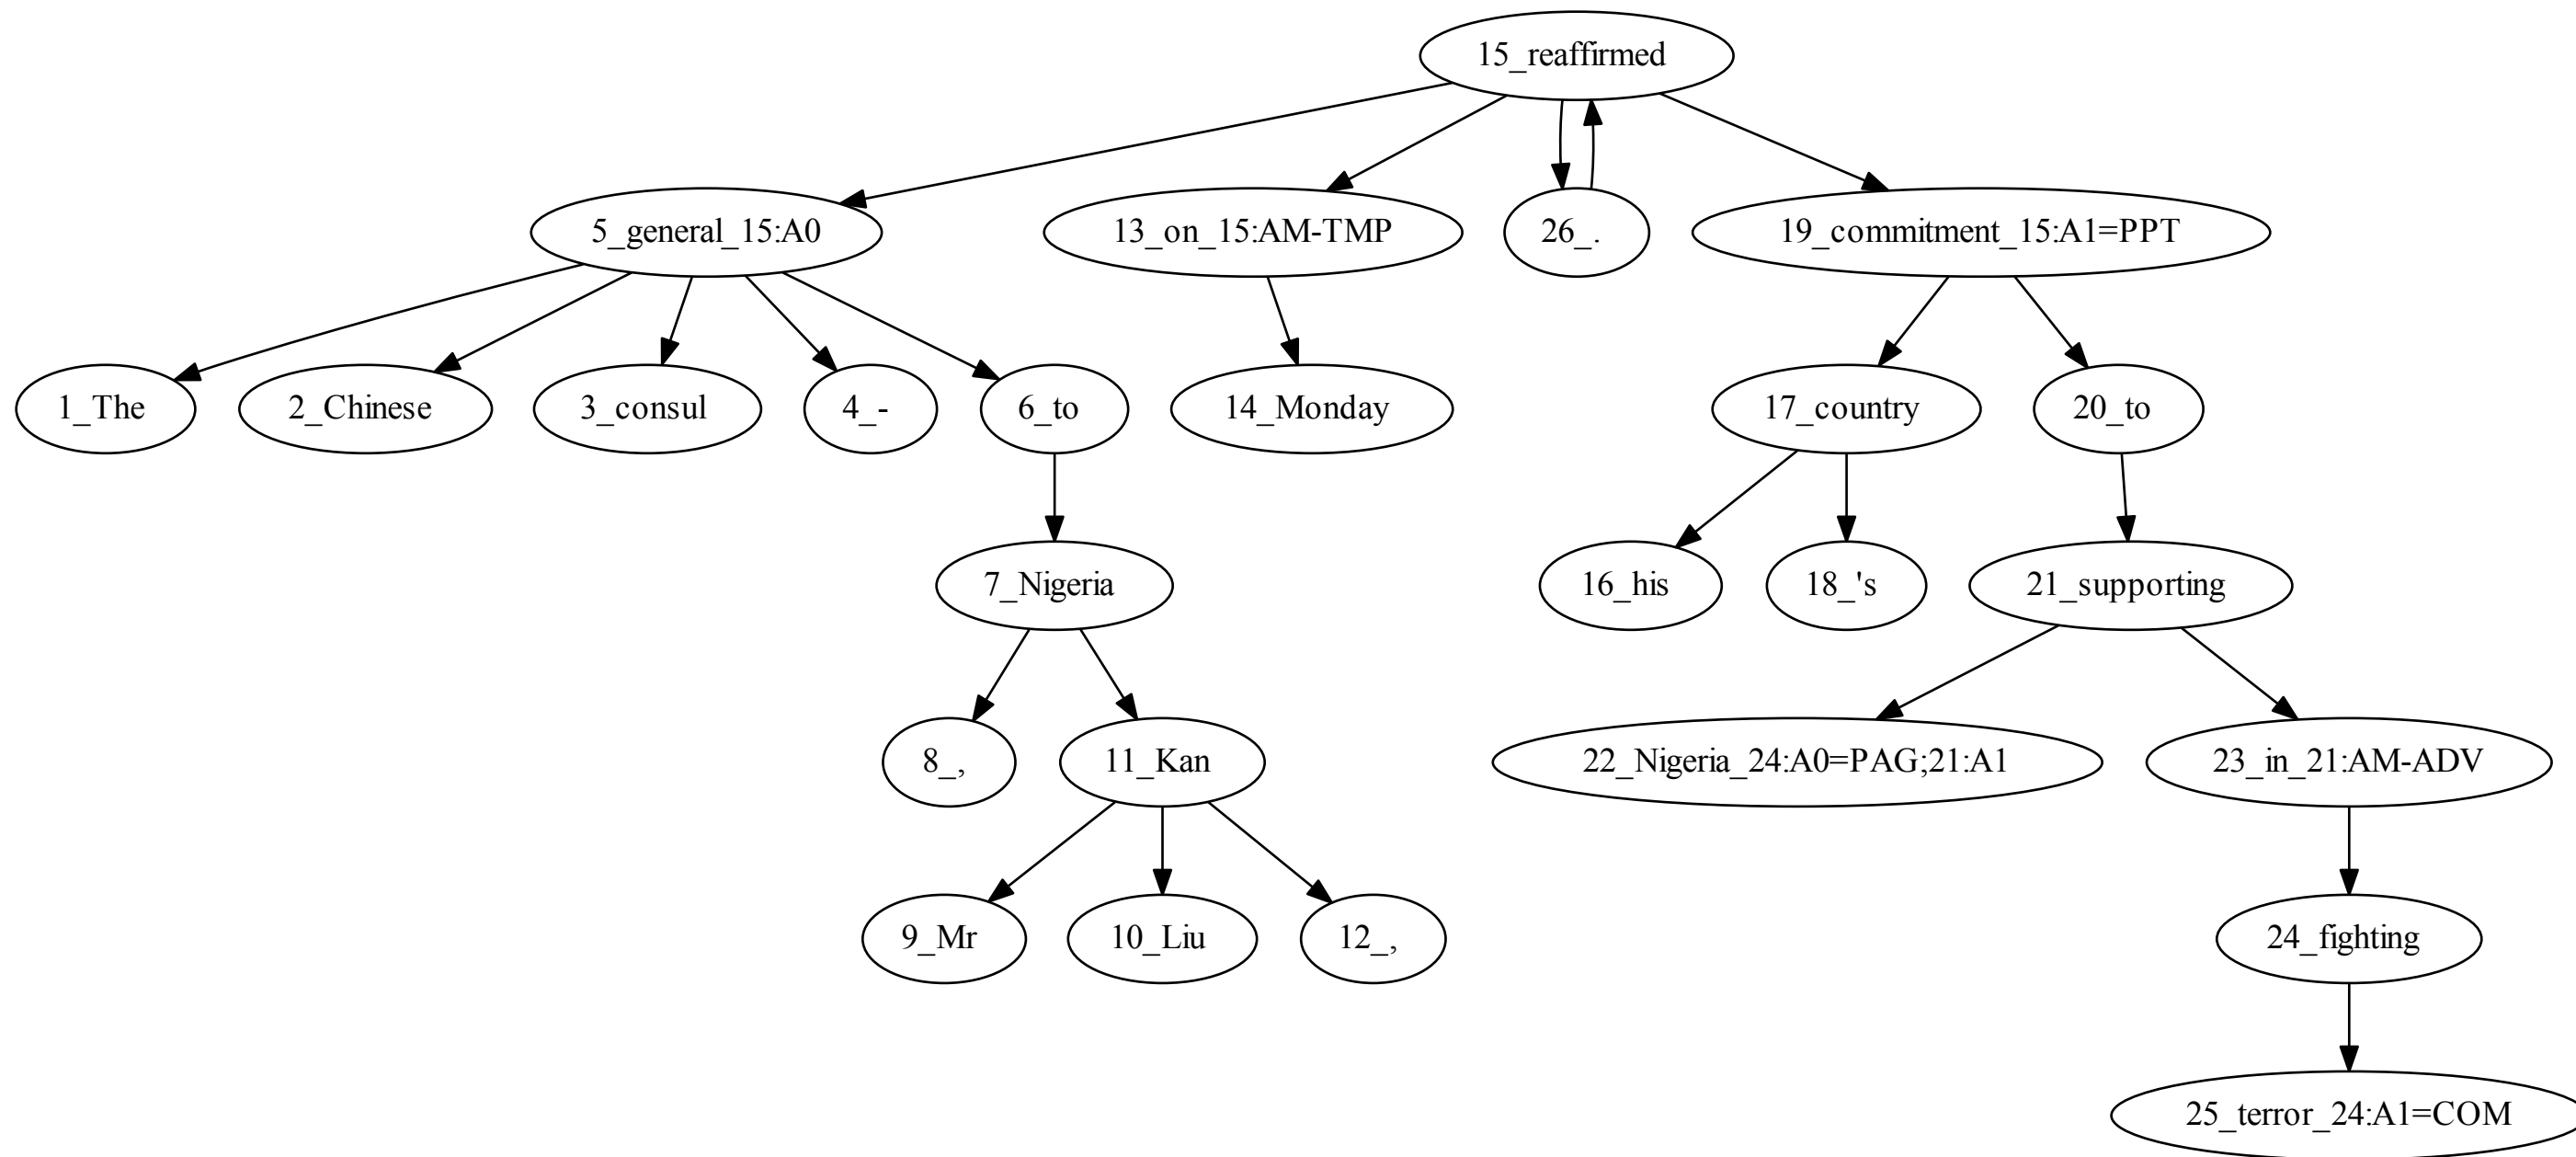 15_reaffirmed
5_general_15:A0
13_on_15:AM-TMP
26_.
19_commitment_15:A1=PPT
1_The
2_Chinese
3_consul
4_-
6_to
14_Monday
17_country
20_to
7_Nigeria
16_his
18_'s
21_supporting
8_,
11_Kan
22_Nigeria_24:A0=PAG;21:A1
23_in_21:AM-ADV
9_Mr
10_Liu
12_,
24_fighting
25_terror_24:A1=COM